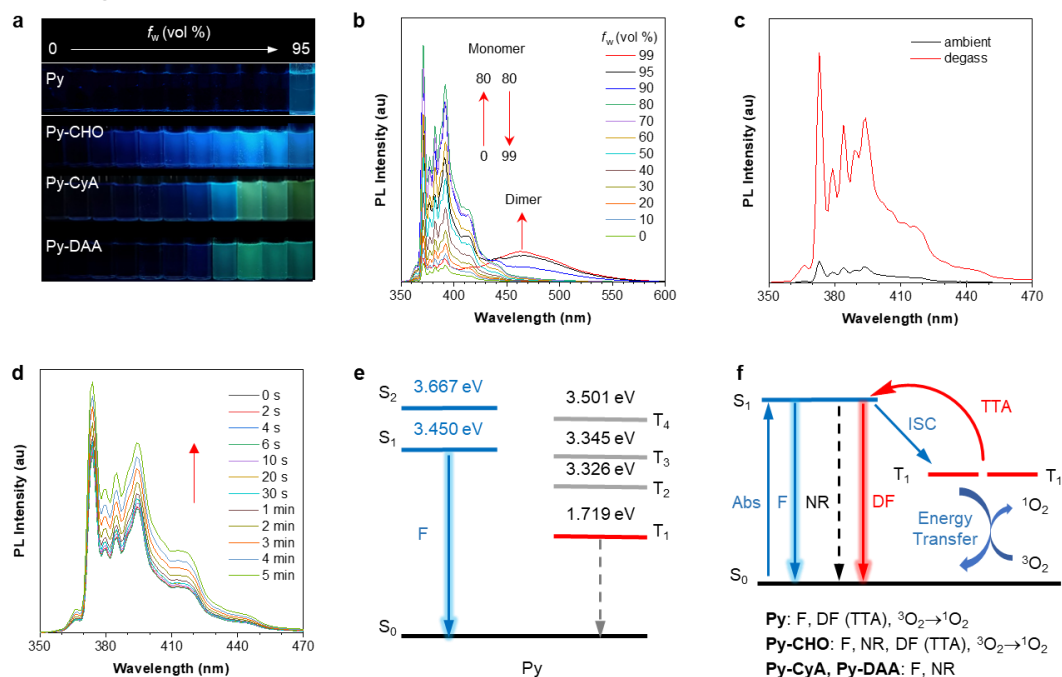 a
f_w (vol %)
0
95
Py
Py-CHO
Py-CyA
Py-DAA
b
PL Intensity (au)
Monomer
80 80
0 99
Dimer
f_w (vol %)
99
95
90
80
70
60
50
40
30
20
10
0
350 400 450 500 550 600
Wavelength (nm)
c
PL Intensity (au)
ambient
degass
350 380 410 440 470
Wavelength (nm)
d
PL Intensity (au)
0 s
2 s
4 s
6 s
10 s
20 s
30 s
1 min
2 min
3 min
4 min
5 min
350 380 410 440 470
Wavelength (nm)
e
S₂
3.667 eV
S₁
3.450 eV
3.501 eV
T₄
3.345 eV
T₃
3.326 eV
T₂
1.719 eV
T₁
F
S₀
Py
f
S₁
TTA
ISC
T₁
T₁
Abs
F
NR
DF
Energy
Transfer
¹O₂
³O₂
S₀
Py: F, DF (TTA), ³O₂→¹O₂
Py-CHO: F, NR, DF (TTA), ³O₂→¹O₂
Py-CyA, Py-DAA: F, NR